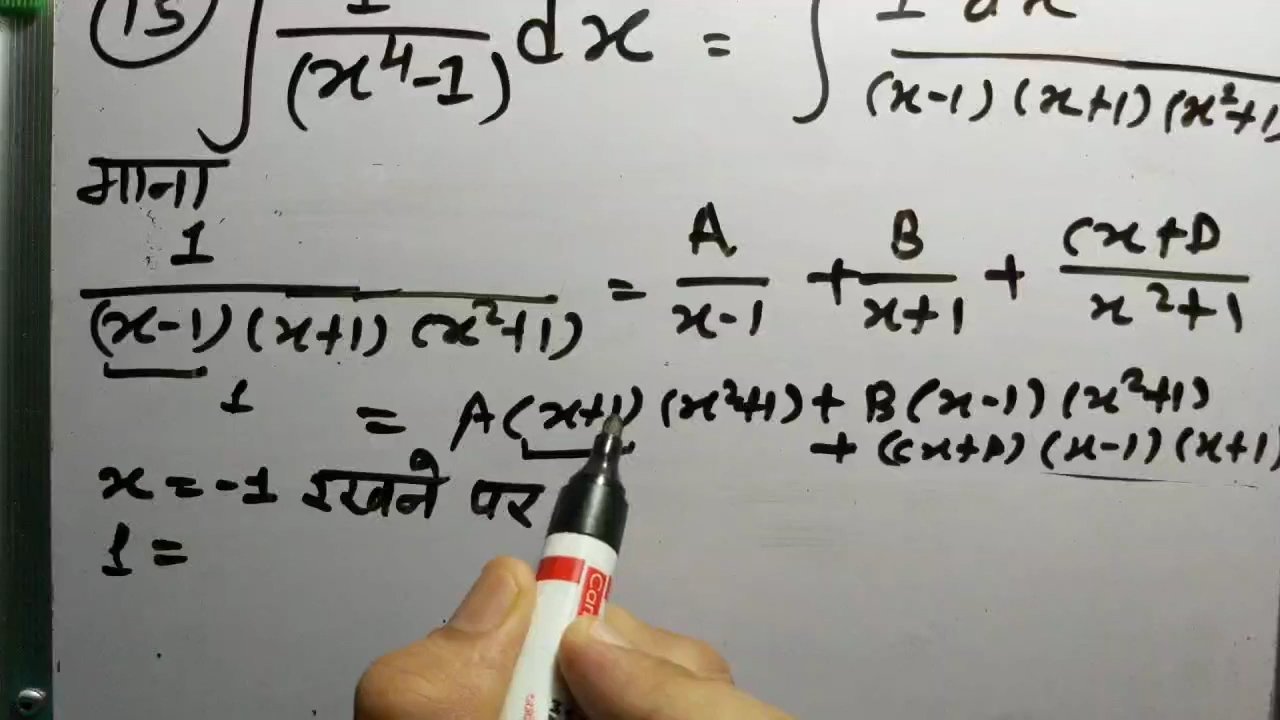 (15) ∫ 1/(x⁴-1) dx = ∫ 1 dx/(x-1)(x+1)(x²+1)
माना
1/(x-1)(x+1)(x²+1) = A/x-1 + B/x+1 + Cx+D/x²+1
1 = A(x+1)(x²+1) + B(x-1)(x²+1)
+ (Cx+D)(x-1)(x+1)
x = -1 रखने पर
1 =